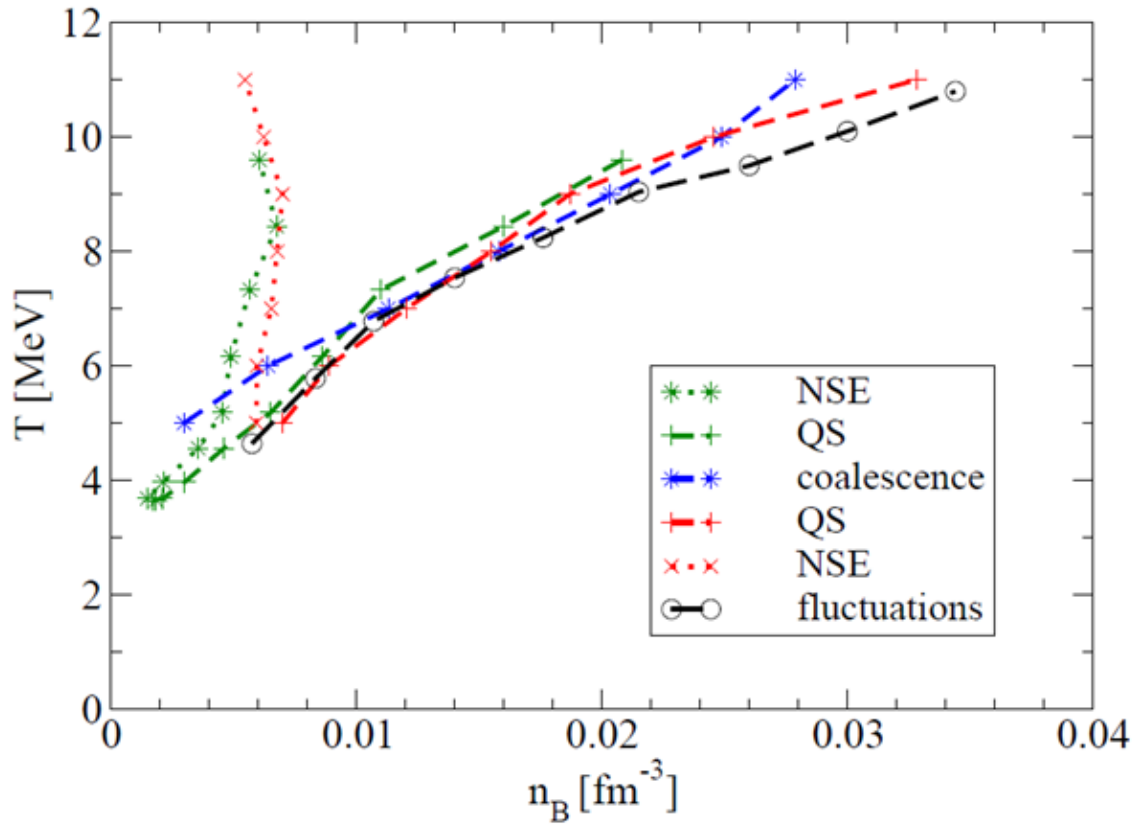 12
10
8
6
4
2
0
T [MeV]
NSE
QS
coalescence
QS
NSE
fluctuations
0
0.01
0.02
0.03
0.04
n_B [fm^-3]